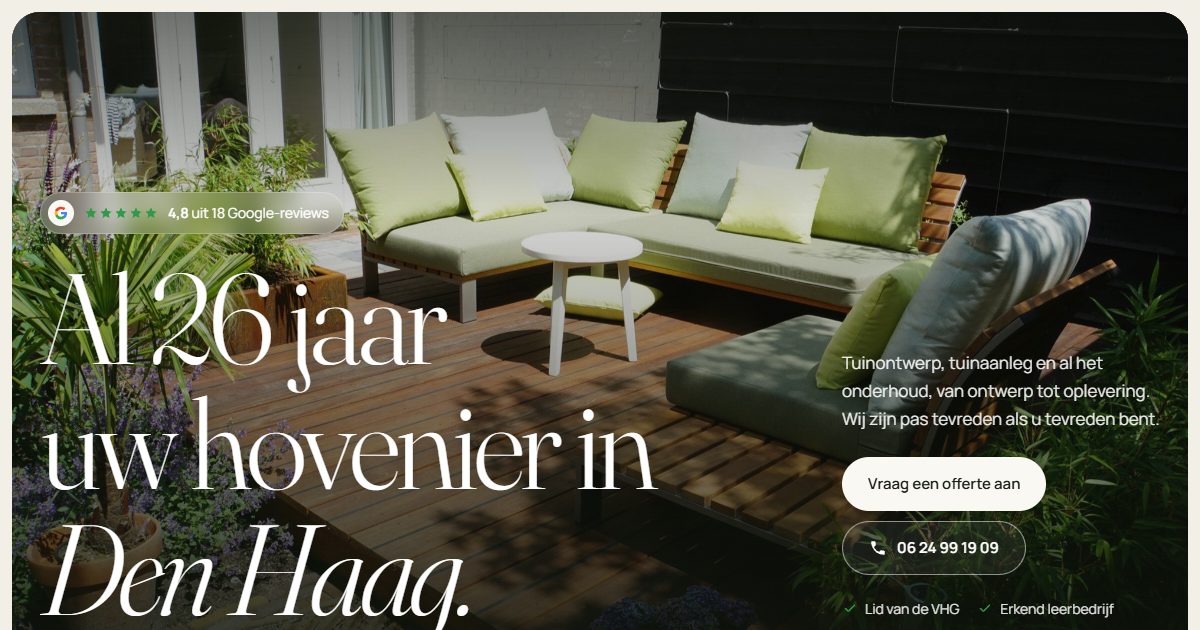 4,8 uit 18 Google-reviews
Al 26 jaar
uw hovenier in
Den Haag.
Tuinontwerp, tuinaanleg en al het
onderhoud, van ontwerp tot oplevering.
Wij zijn pas tevreden als u tevreden bent.
Vraag een offerte aan
06 24 99 19 09
Lid van de VHG
Erkend leerbedrijf